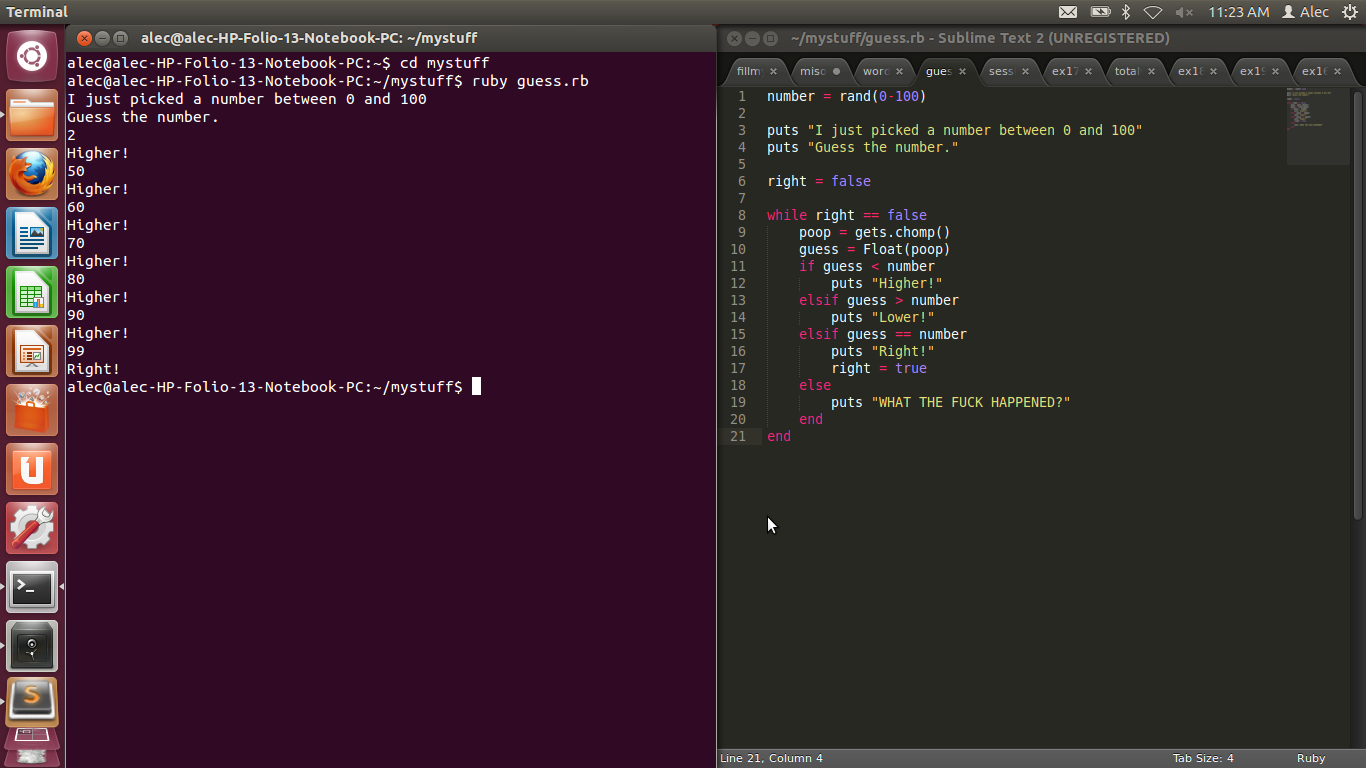 Terminal
11:23 AM
Alec
alec@alec-HP-Folio-13-Notebook-PC: ~/mystuff
alec@alec-HP-Folio-13-Notebook-PC:~$ cd mystuff
alec@alec-HP-Folio-13-Notebook-PC:~/mystuff$ ruby guess.rb
I just picked a number between 0 and 100
Guess the number.
2
Higher!
50
Higher!
60
Higher!
70
Higher!
80
Higher!
90
Higher!
99
Right!
alec@alec-HP-Folio-13-Notebook-PC:~/mystuff$
~/mystuff/guess.rb - Sublime Text 2 (UNREGISTERED)
fillm misc word gues sess ex17 total ex18 ex19 ex16
1 number = rand(0-100)
2
3 puts "I just picked a number between 0 and 100"
4 puts "Guess the number."
5
6 right = false
7
8 while right == false
9 poop = gets.chomp()
10 guess = Float(poop)
11 if guess < number
12 puts "Higher!"
13 elsif guess > number
14 puts "Lower!"
15 elsif guess == number
16 puts "Right!"
17 right = true
18 else
19 puts "WHAT THE FUCK HAPPENED?"
20 end
21 end
Line 21, Column 4
Tab Size: 4
Ruby